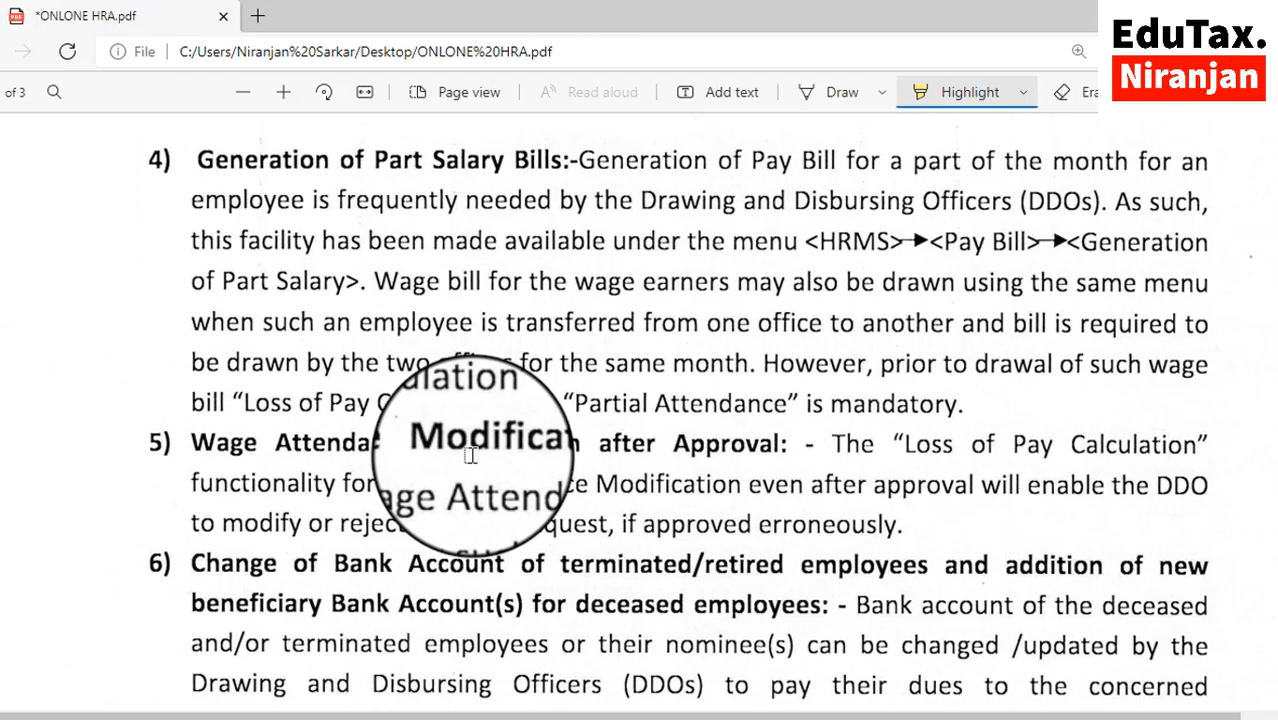 *ONLONE HRA.pdf
File C:/Users/Niranjan%20Sarkar/Desktop/ONLONE%20HRA.pdf
EduTax.
Niranjan
of 3 Page view Read aloud Add text Draw Highlight Era
4) Generation of Part Salary Bills:-Generation of Pay Bill for a part of the month for an
employee is frequently needed by the Drawing and Disbursing Officers (DDOs). As such,
this facility has been made available under the menu <HRMS>→<Pay Bill>→<Generation
of Part Salary>. Wage bill for the wage earners may also be drawn using the same menu
when such an employee is transferred from one office to another and bill is required to
be drawn by the two for the same month. However, prior to drawal of such wage
bill “Loss of Pay “Partial Attendance” is mandatory.
5) Wage after Approval: - The “Loss of Pay Calculation”
functionality for Modification even after approval will enable the DDO
to modify or if approved erroneously.
ulation
Modificat
age Attend
6) Change of Bank Account of terminated/retired employees and addition of new
beneficiary Bank Account(s) for deceased employees: - Bank account of the deceased
and/or terminated employees or their nominee(s) can be changed /updated by the
Drawing and Disbursing Officers (DDOs) to pay their dues to the concerned